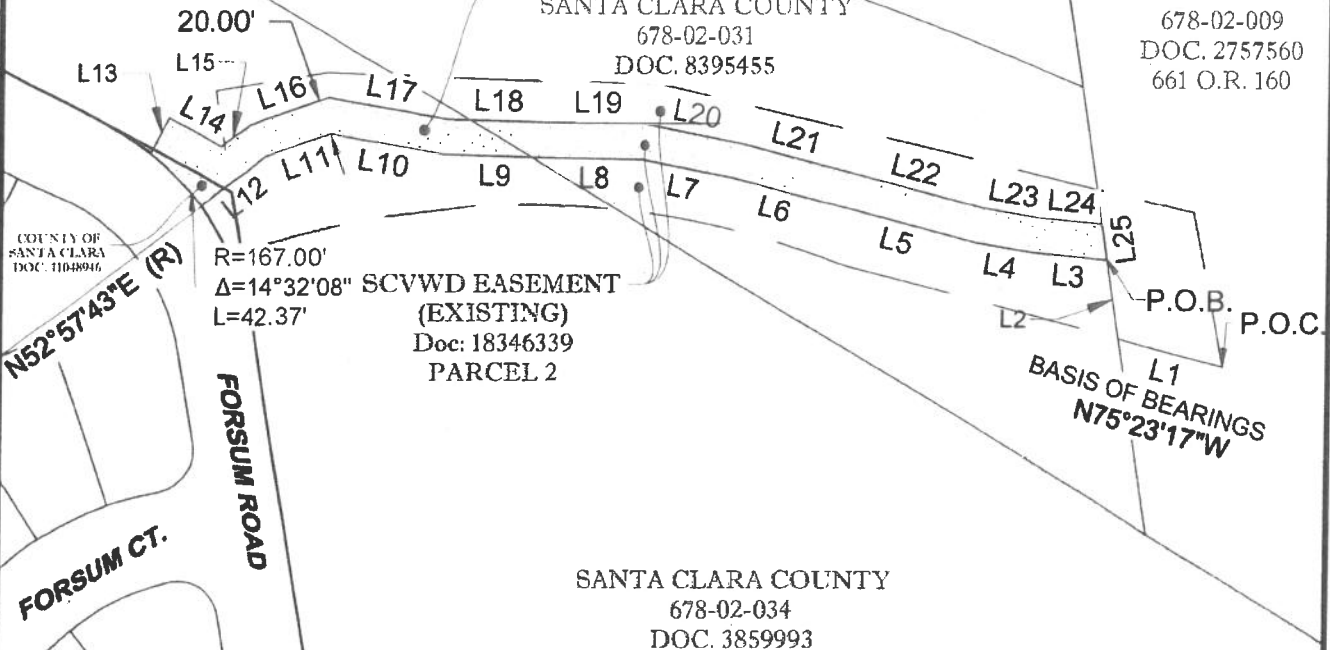 SANTA CLARA COUNTY
678-02-031
DOC. 8395455
678-02-009
DOC. 2757560
661 O.R. 160
20.00'
L13
L14
L15
L16
L17
L18
L19
L20
L21
L22
L23
L24
L25
L12
L11
L10
L9
L8
L7
L6
L5
L4
L3
L2
P.O.B.
P.O.C.
L1
BASIS OF BEARINGS
N75°23'17"W
COUNTY OF
SANTA CLARA
DOC. 11048946
N52°57'43"E (R)
R=167.00'
Δ=14°32'08"
L=42.37'
SCVWD EASEMENT
(EXISTING)
Doc: 18346339
PARCEL 2
FORSUM ROAD
FORSUM CT.
SANTA CLARA COUNTY
678-02-034
DOC. 3859993